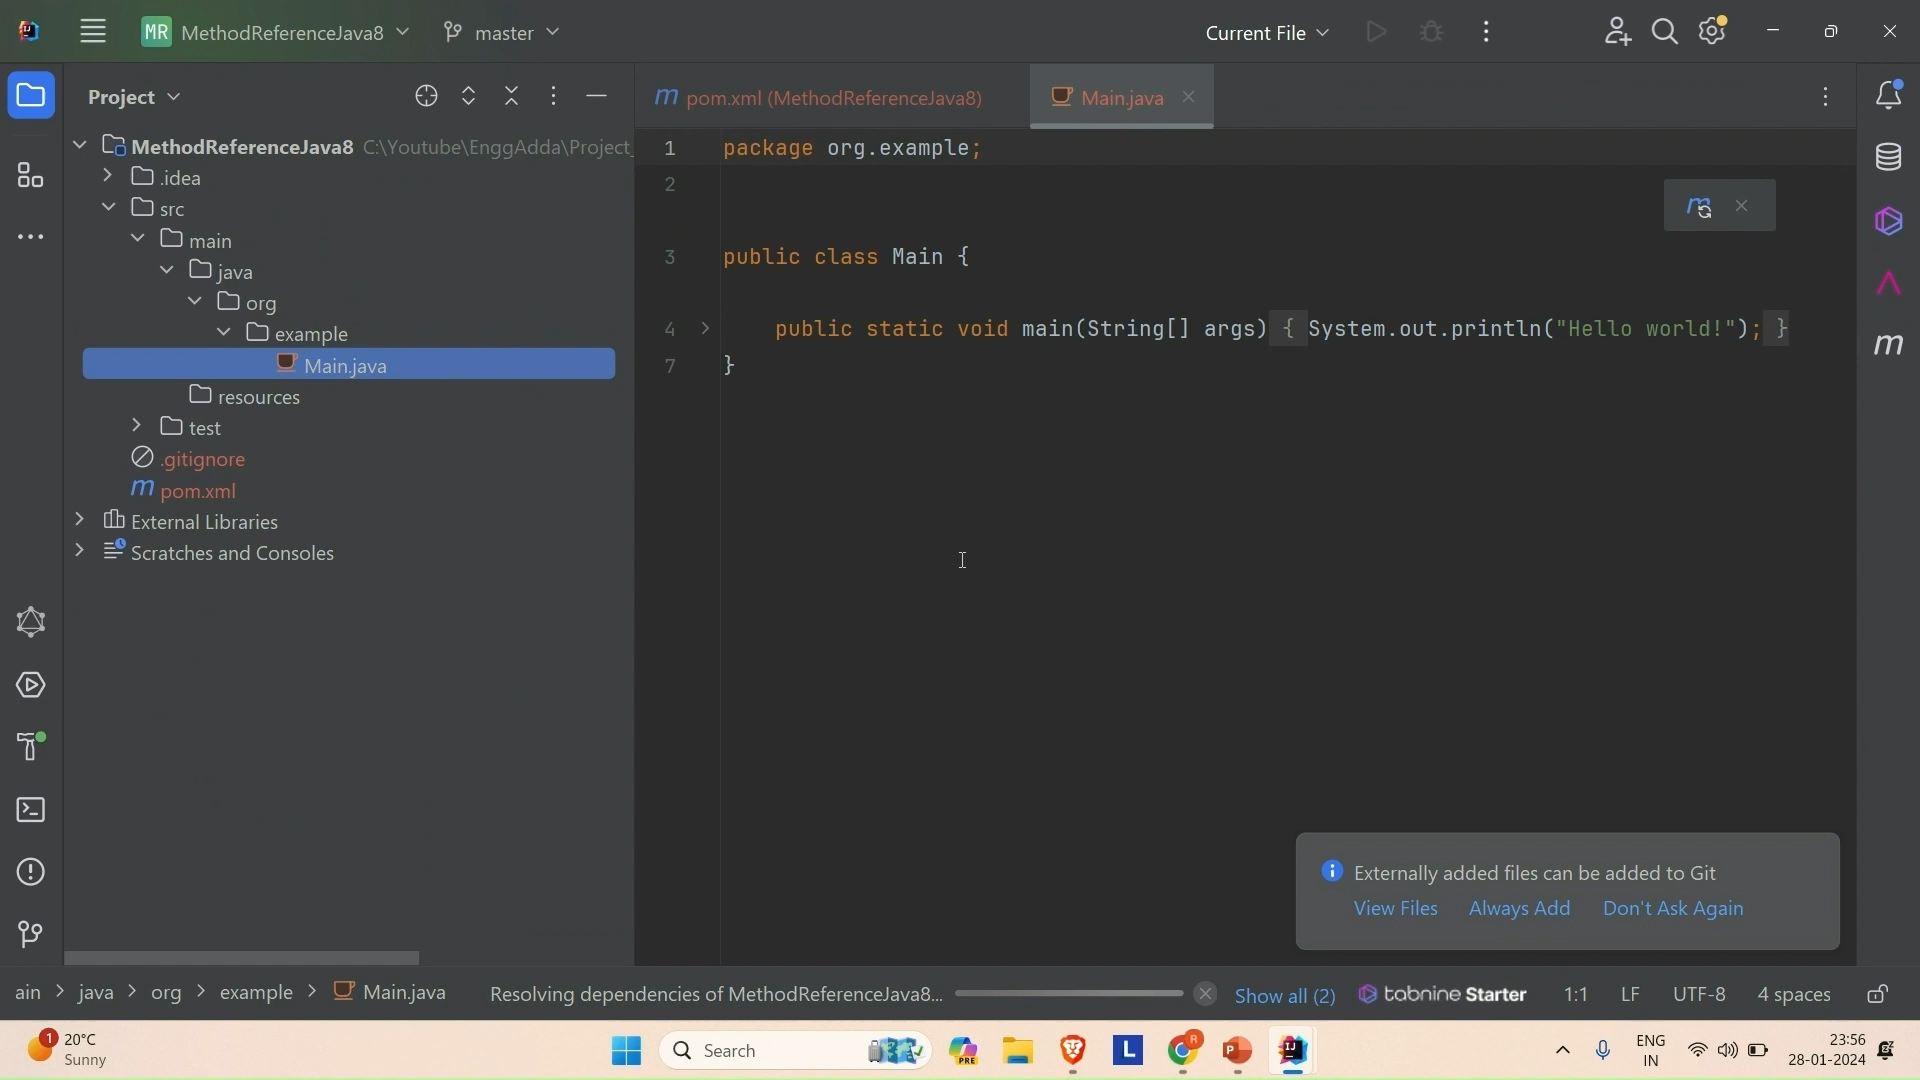 MR MethodReferenceJava8 master Current File
Project
pom.xml (MethodReferenceJava8) Main.java
MethodReferenceJava8 C:\Youtube\EnggAdda\Project_
.idea
src
main
java
org
example
Main.java
resources
test
.gitignore
pom.xml
External Libraries
Scratches and Consoles
1 package org.example;
2
3 public class Main {
4 public static void main(String[] args) { System.out.println("Hello world!"); }
7 }
Externally added files can be added to Git
View Files Always Add Don't Ask Again
ain > java > org > example > Main.java Resolving dependencies of MethodReferenceJava8... Show all (2) tabnine Starter 1:1 LF UTF-8 4 spaces
1 20°C
Sunny
Search
PRE
L
R
P
IJ
ENG
IN
23:56
28-01-2024